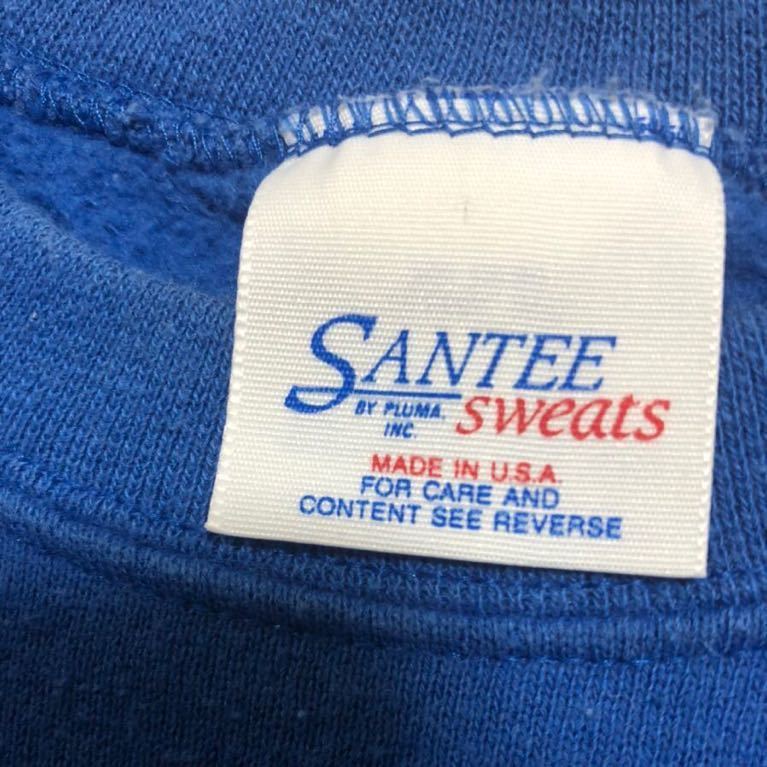 SANTEE
BY PLUMA, sweats
INC.
MADE IN U.S.A.
FOR CARE AND
CONTENT SEE REVERSE